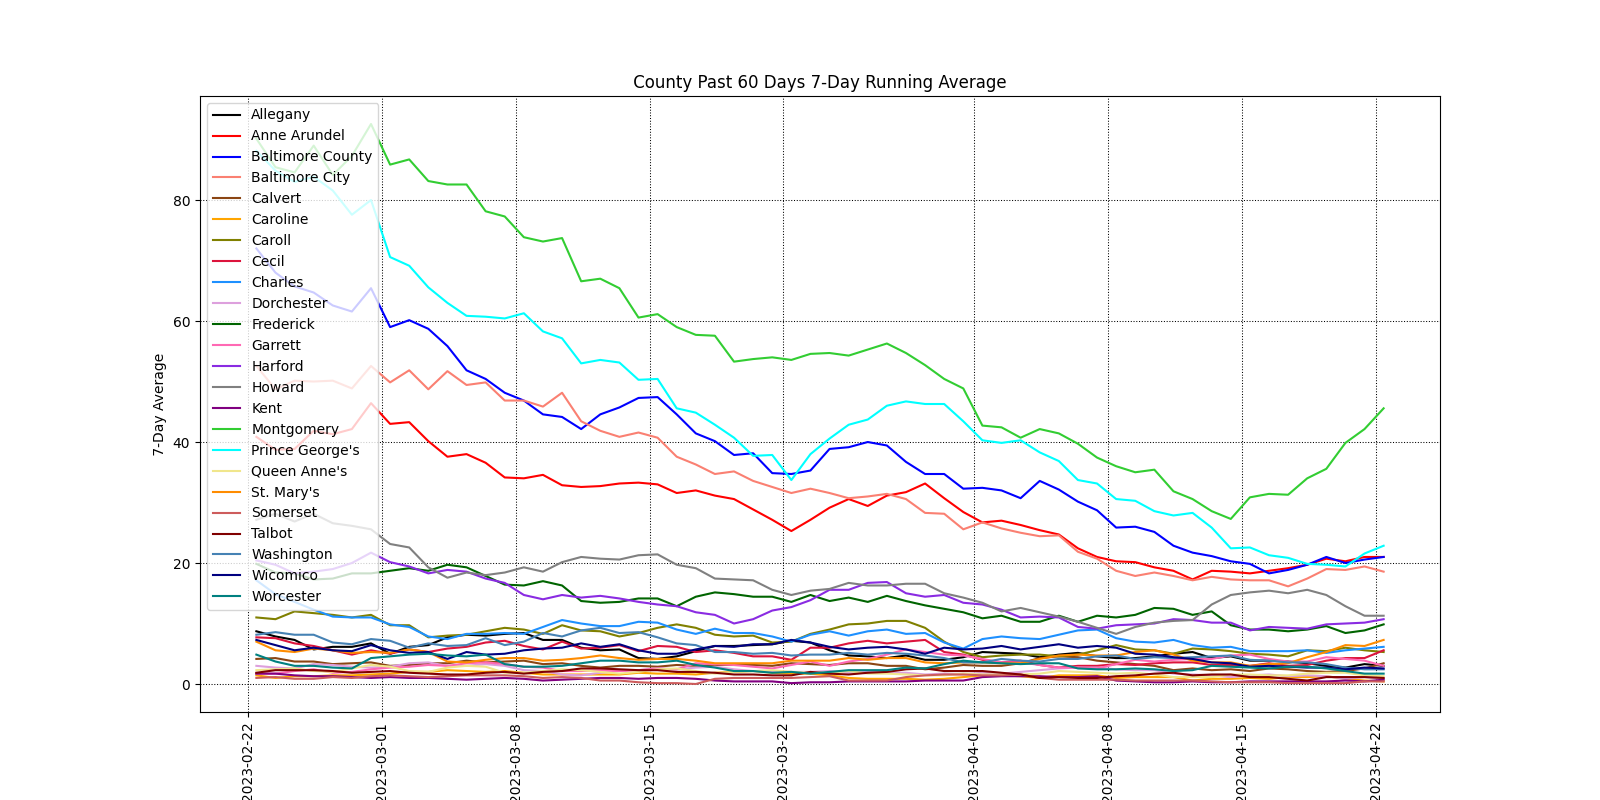 County Past 60 Days 7-Day Running Average
7-Day Average
80
60
40
20
0
Allegany
Anne Arundel
Baltimore County
Baltimore City
Calvert
Caroline
Caroll
Cecil
Charles
Dorchester
Frederick
Garrett
Harford
Howard
Kent
Montgomery
Prince George's
Queen Anne's
St. Mary's
Somerset
Talbot
Washington
Wicomico
Worcester
2023-02-22
2023-03-01
2023-03-08
2023-03-15
2023-03-22
2023-04-01
2023-04-08
2023-04-15
2023-04-22